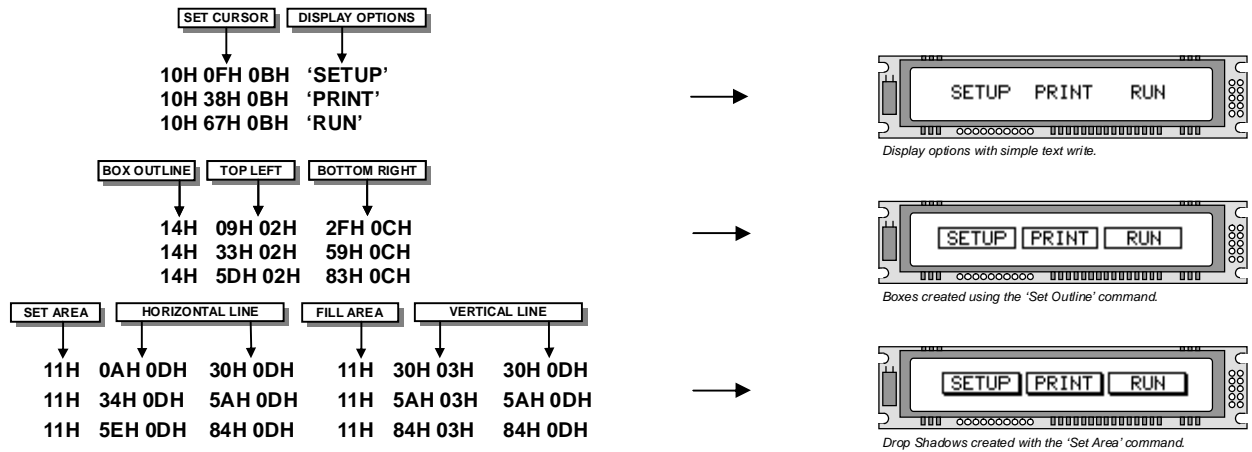 SET CURSOR DISPLAY OPTIONS
10H 0FH 0BH ‘SETUP’
10H 38H 0BH ‘PRINT’
10H 67H 0BH ‘RUN’
SETUP PRINT RUN
Display options with simple text write.
BOX OUTLINE TOP LEFT BOTTOM RIGHT
14H 09H 02H 2FH 0CH
14H 33H 02H 59H 0CH
14H 5DH 02H 83H 0CH
SETUP PRINT RUN
Boxes created using the ‘Set Outline’ command.
SET AREA HORIZONTAL LINE FILL AREA VERTICAL LINE
11H 0AH 0DH 30H 0DH 11H 30H 03H 30H 0DH
11H 34H 0DH 5AH 0DH 11H 5AH 03H 5AH 0DH
11H 5EH 0DH 84H 0DH 11H 84H 03H 84H 0DH
SETUP PRINT RUN
Drop Shadows created with the ‘Set Area’ command.